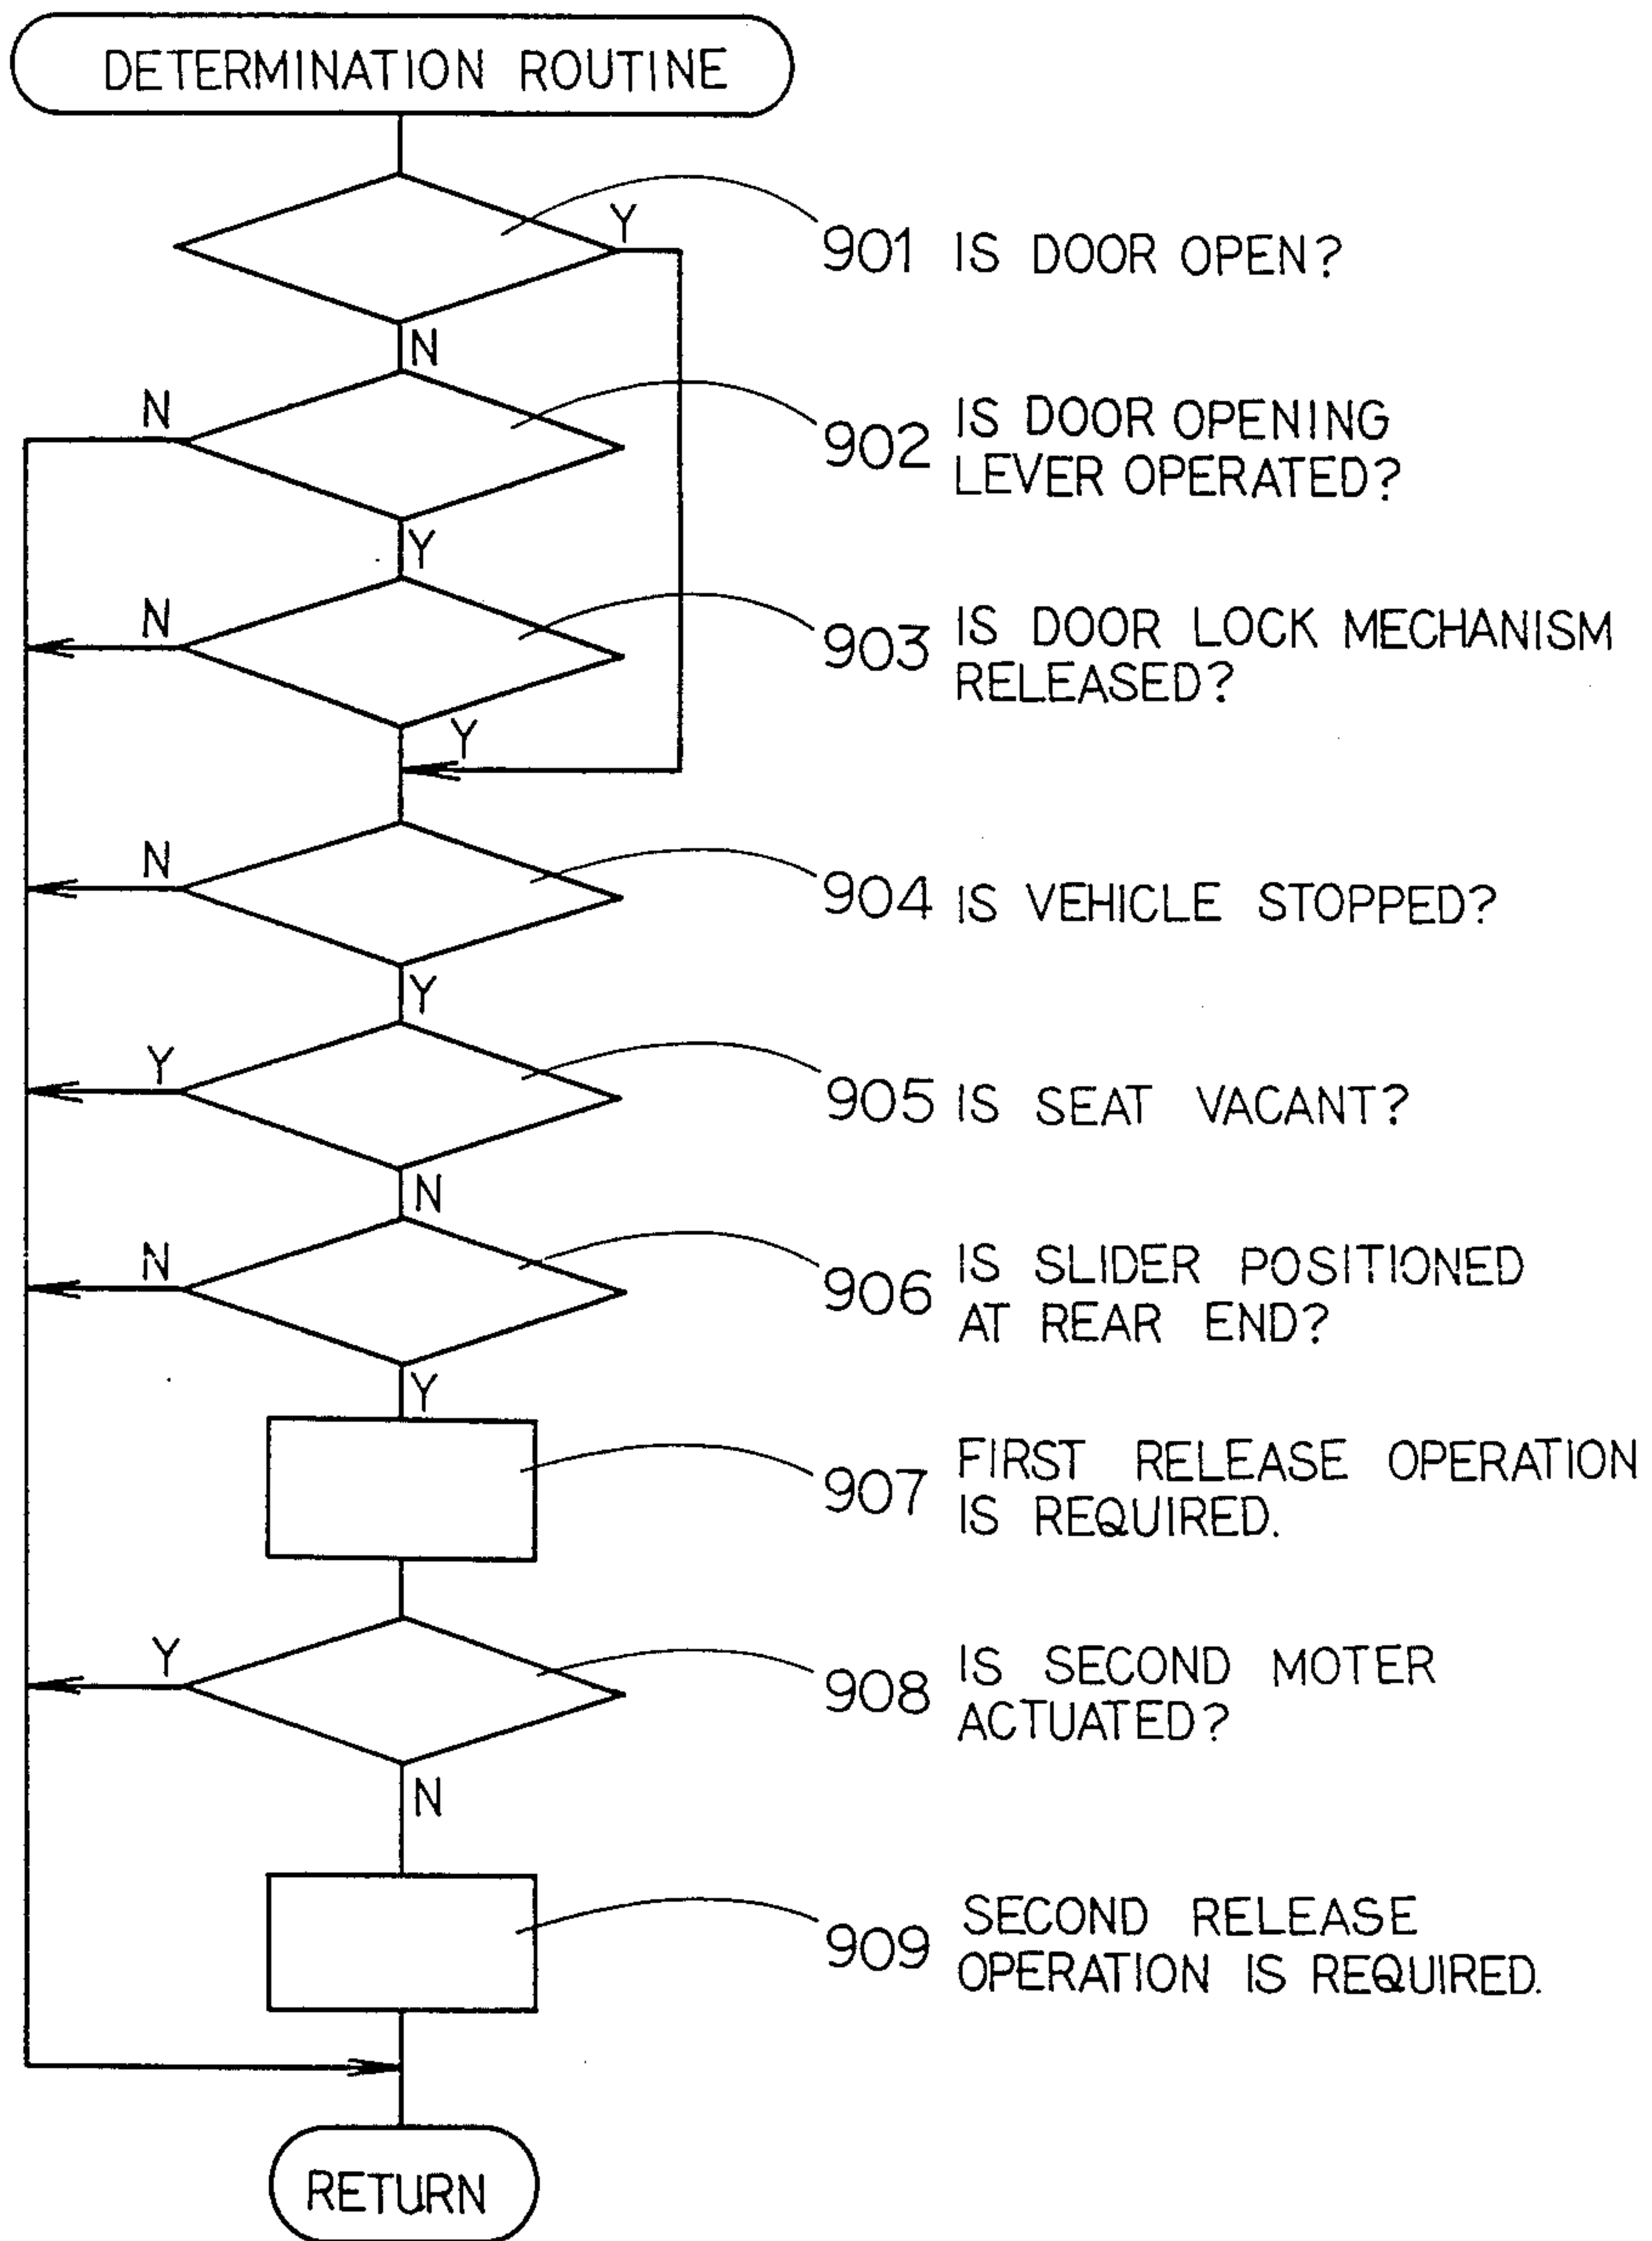 DETERMINATION ROUTINE
Y
901 IS DOOR OPEN?
N
N
902 IS DOOR OPENING
LEVER OPERATED?
Y
N
903 IS DOOR LOCK MECHANISM
RELEASED?
Y
N
904 IS VEHICLE STOPPED?
Y
Y
905 IS SEAT VACANT?
N
N
906 IS SLIDER POSITIONED
AT REAR END?
Y
907 FIRST RELEASE OPERATION
IS REQUIRED.
Y
908 IS SECOND MOTER
ACTUATED?
N
909 SECOND RELEASE
OPERATION IS REQUIRED.
RETURN